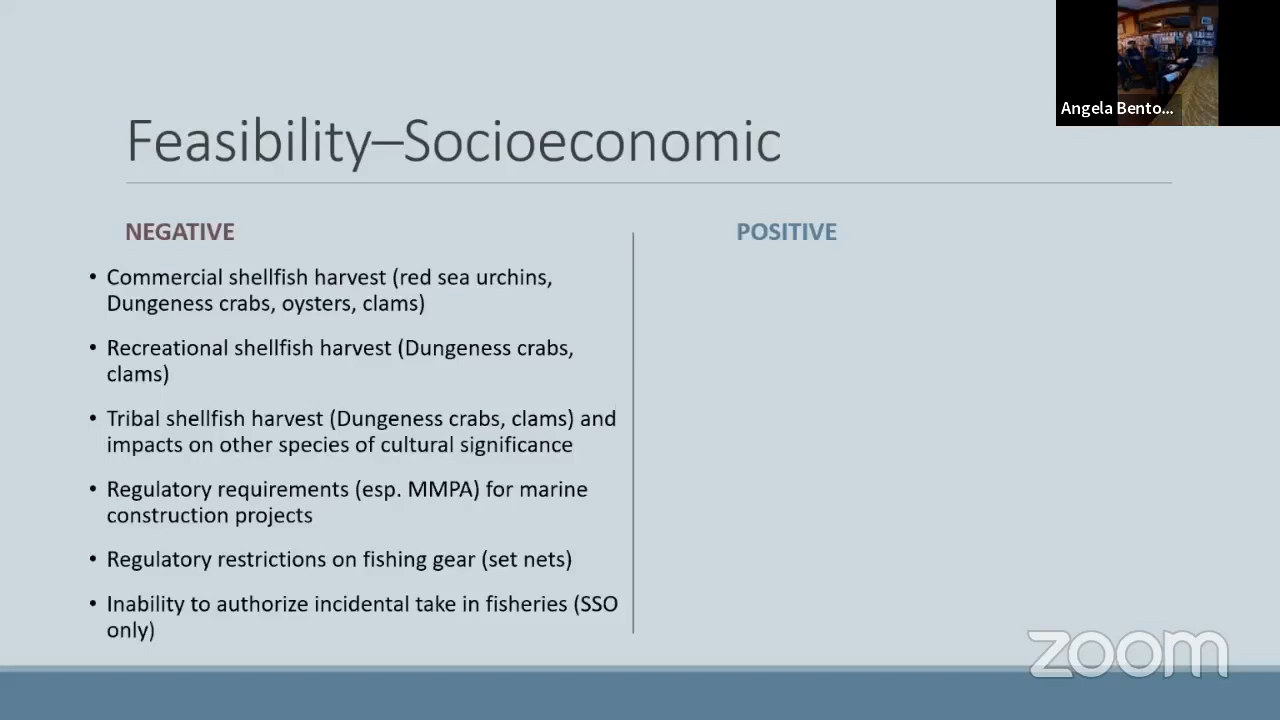 Angela Bento...
Feasibility–Socioeconomic
NEGATIVE
• Commercial shellfish harvest (red sea urchins,
Dungeness crabs, oysters, clams)
• Recreational shellfish harvest (Dungeness crabs,
clams)
• Tribal shellfish harvest (Dungeness crabs, clams) and
impacts on other species of cultural significance
• Regulatory requirements (esp. MMPA) for marine
construction projects
• Regulatory restrictions on fishing gear (set nets)
• Inability to authorize incidental take in fisheries (SSO
only)
POSITIVE
zoom